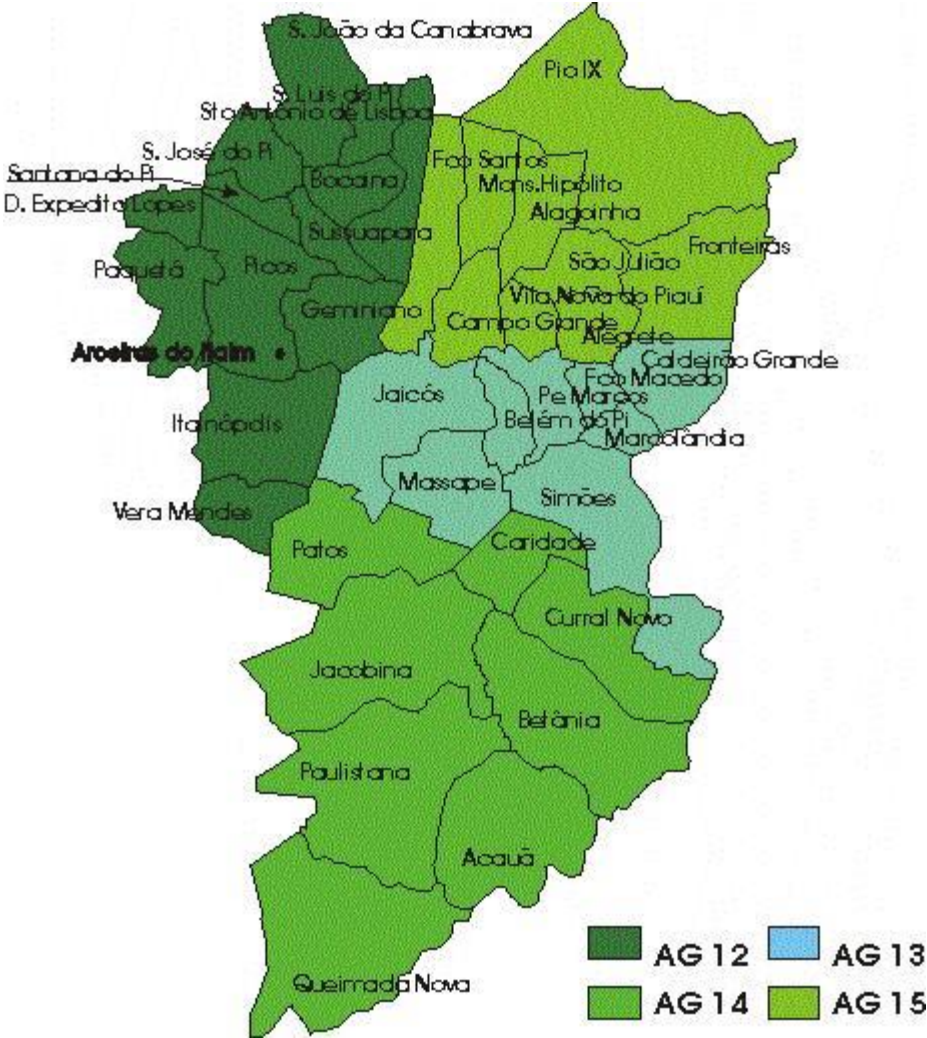 S. João da Canabrava
Pio IX
S. Luis do Pi
Sto Antônio de Lisboa
S. José do Pi
Fco Santos
Santana do Pi
Bocaina
Mons. Hipólito
D. Expedito Lopes
Alagoinha
Sussuapara
Fronteiras
Paquetá
Picos
São Julião
Geminiano
Vila Nova do Piauí
Campo Grande
Alegrete
Aroeiras do Itaim
Caldeirão Grande
Fco Macedo
Jaicós
Pe Marcos
Belém do Pi
Itainópolis
Marcolândia
Massape
Simões
Vera Mendes
Patos
Caridade
Curral Novo
Jacobina
Betânia
Paulistana
Acauã
Queimada Nova
AG 12
AG 13
AG 14
AG 15